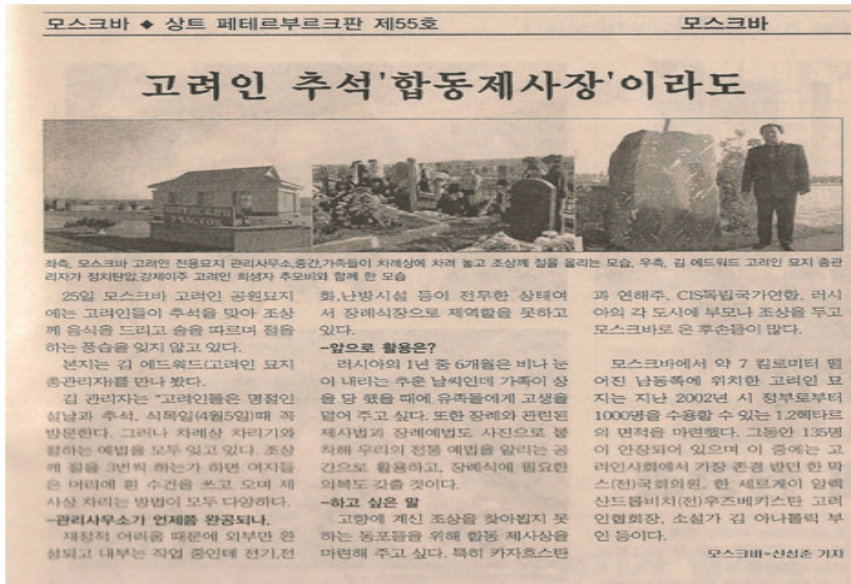 모스크바 ◆ 상트 페테르부르크판 제55호
모스크바
고려인 추석'합동제사장'이라도
좌측, 모스크바 고려인 전용묘지 관리사무소,중간,가족들이 차례상에 차려 놓고 조상께 절을 올리는 모습, 우측, 김 에드워드 고려인 묘지 총관
리자가 정치탄압,강제이주 고려인 희생자 추모비와 함께 한 모습
25일 모스크바 고려인 공원묘지
에는 고려인들이 추석을 맞아 조상
께 음식을 드리고 술을 따르며 절을
하는 풍습을 잊지 않고 있다.
본지는 김 에드워드(고려인 묘지
총관리자)를 만나 봤다.
김 관리자는 "고려인들은 명절인
설날과 추석, 식목일(4월5일)때 꼭
방문한다. 그러나 차례상 차리기와
절하는 예법을 모두 잊고 있다. 조상
께 절을 3번씩 하는가 하면 여자들
은 머리에 흰 수건을 쓰고 오며 제
사상 차리는 방법이 모두 다양하다.
-관리사무소가 언제쯤 완공되나.
재정적 어려움 때문에 외부만 완
성되고 내부는 작업 중인데 전기,전
화,난방시설 등이 전무한 상태여
서 장례식장으로 제역할을 못하고
있다.
-앞으로 활용은?
러시아의 1년 중 6개월은 비나 눈
이 내리는 추운 날씨인데 가족이 상
을 당 했을 때에 유족들에게 고생을
덜어 주고 싶다. 또한 장례와 관련된
제사법과 장례예법도 사진으로 붙
착해 우리의 전통 예법을 알리는 공
간으로 활용하고, 장례식에 필요한
의복도 갖출 것이다.
-하고 싶은 말
고향에 계신 조상을 찾아뵙지 못
하는 동포들을 위해 합동 제사상을
마련해 주고 싶다. 특히 카자흐스탄
과 연해주, CIS독립국가연합, 러시
아의 각 도시에 부모나 조상을 두고
모스크바로 온 후손들이 많다.
모스크바에서 약 7 킬로미터 떨
어진 남동쪽에 위치한 고려인 묘
지는 지난 2002년 시 정부로부터
1000명을 수용할 수 있는 1.2헥타르
의 면적을 마련했다. 그동안 135명
이 안장되어 있으며 이 중에는 고
려인사회에서 가장 존경 받던 한 막
스(전)국회의원, 한 세르게이 알렉
산드롭비치(전)우즈베키스탄 고려
인협회장, 소설가 김 아나톨릭 부
인 등이다.
모스크바=신성준 기자